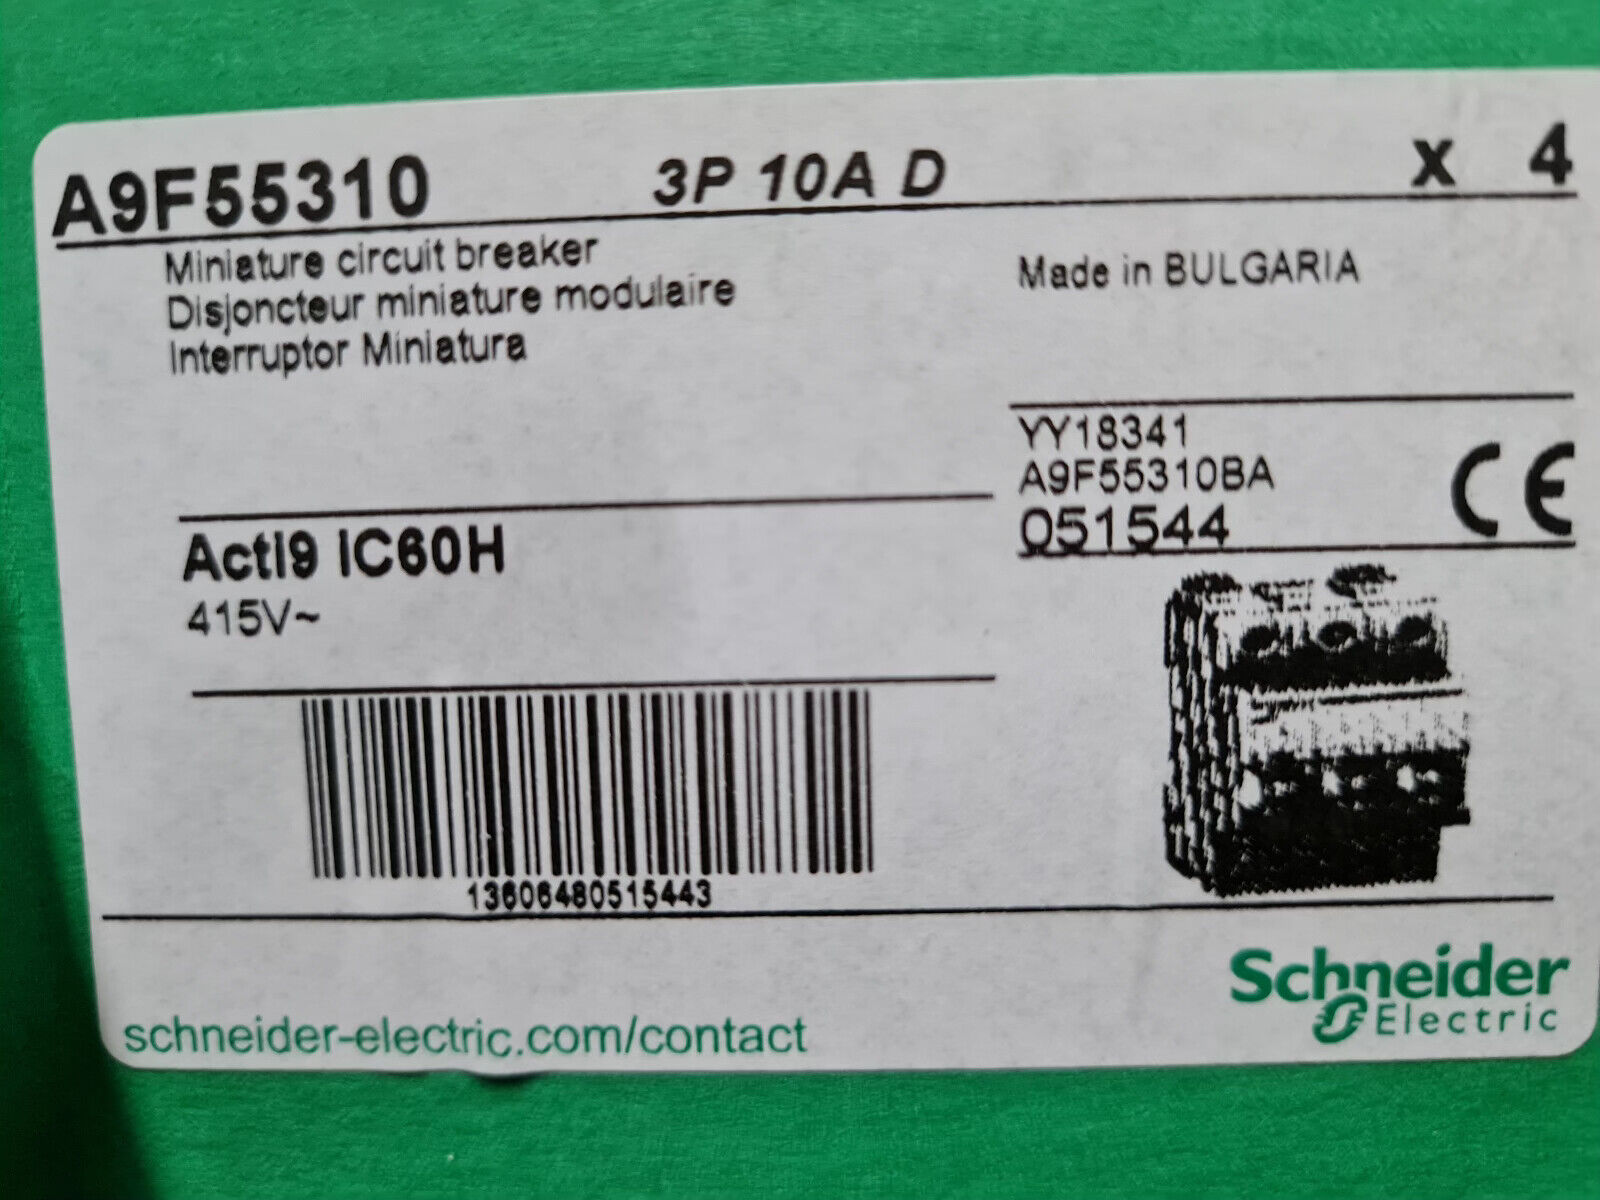 A9F55310 3P 10A D x 4
Miniature circuit breaker
Disjoncteur miniature modulaire
Interruptor Miniatura
Made in BULGARIA
YY18341
A9F55310BA
051544
CE
ActI9 IC60H
415V~
13606480515443
schneider-electric.com/contact
Schneider
Electric